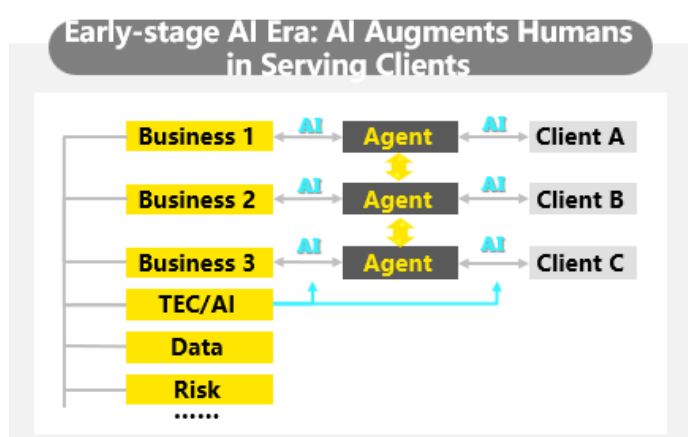 Early-stage AI Era: AI Augments Humans
in Serving Clients
Business 1 AI Agent AI Client A
Business 2 AI Agent AI Client B
Business 3 AI Agent AI Client C
TEC/AI
Data
Risk
......